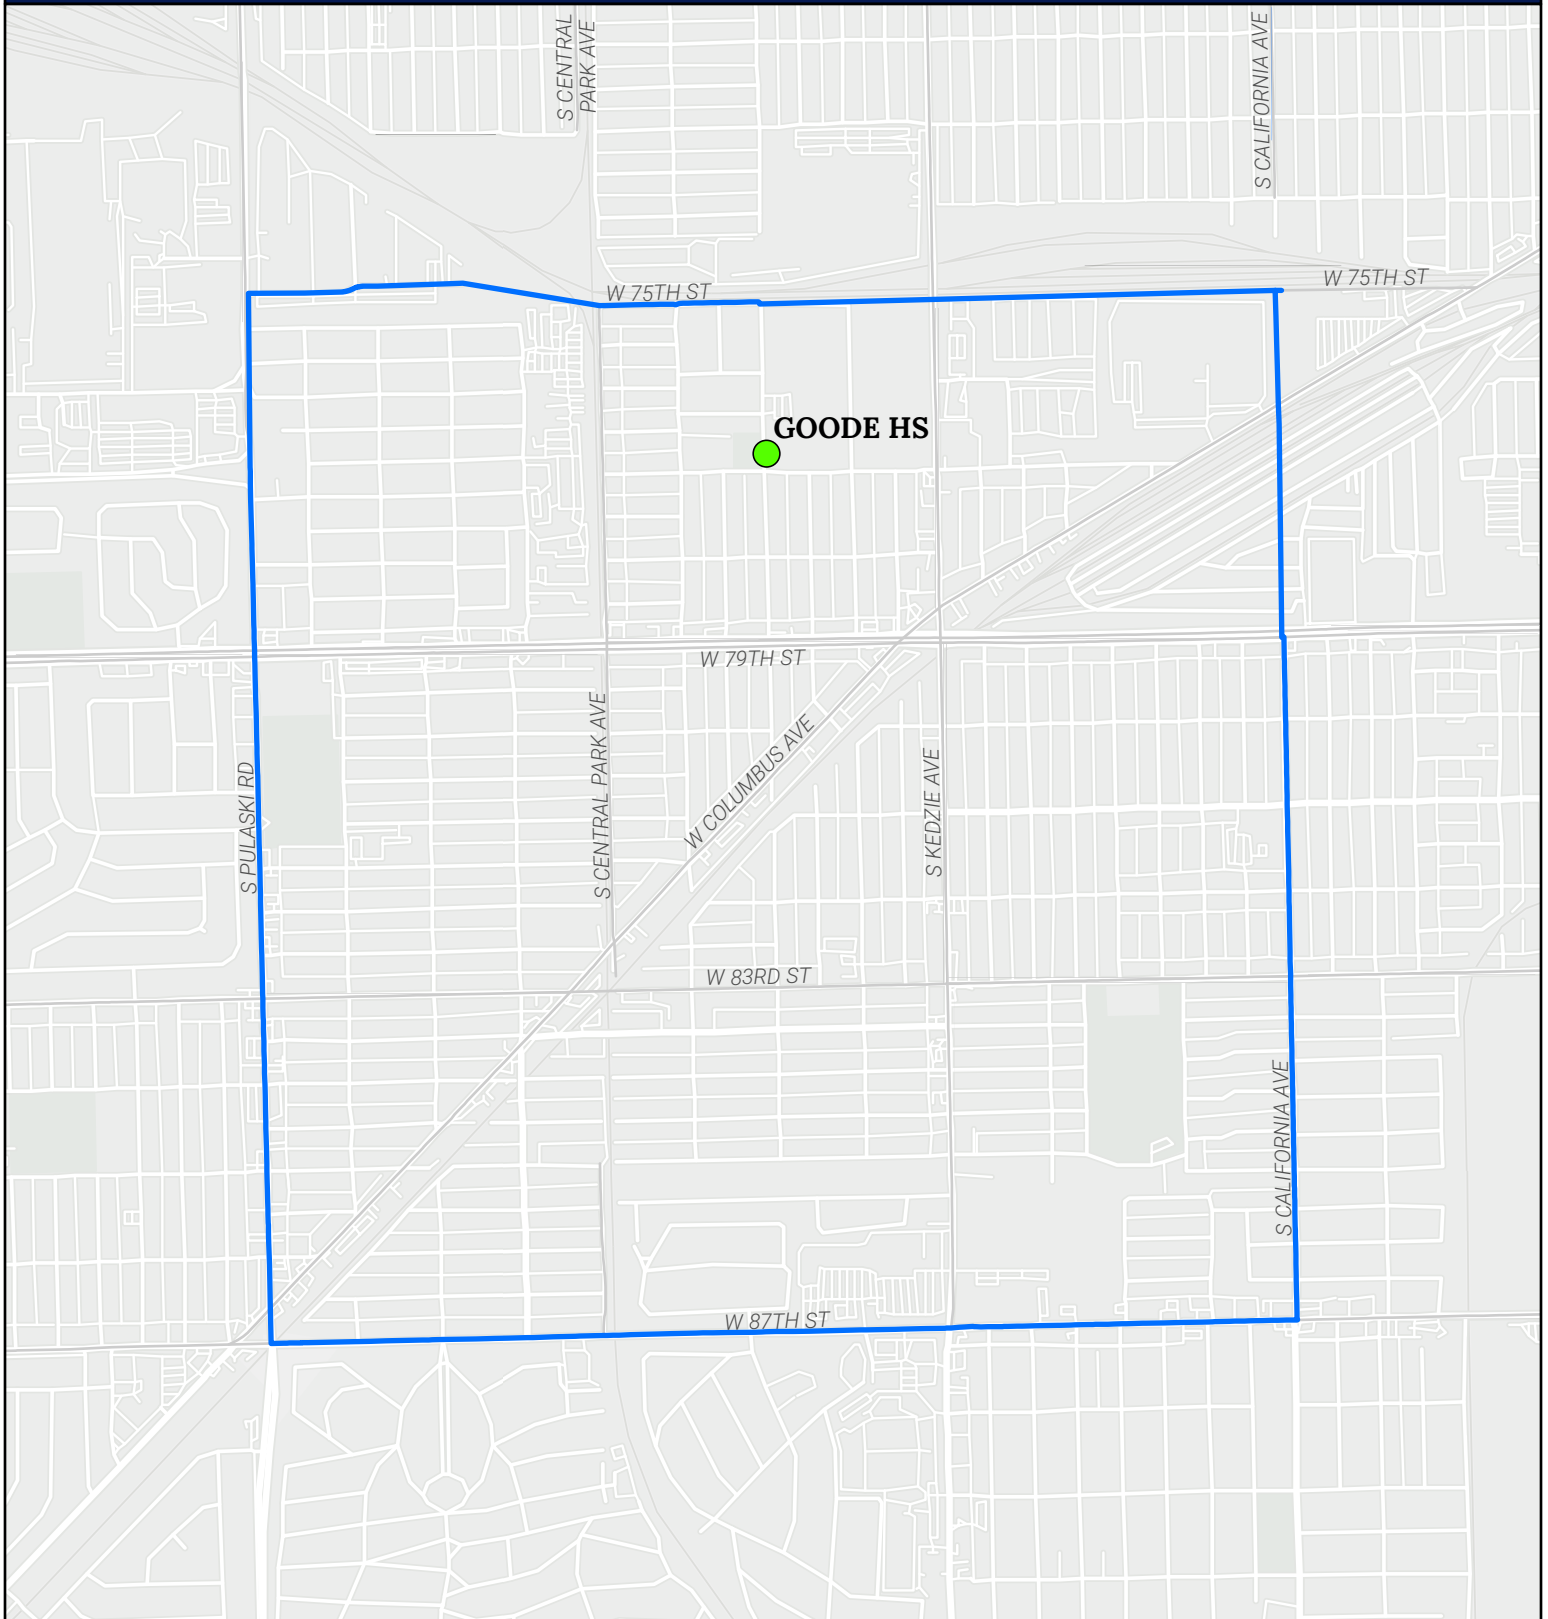 S CENTRAL
PARK AVE
S CALIFORNIA AVE
W 75TH ST
W 75TH ST
GOODE HS
W 79TH ST
S CENTRAL PARK AVE
W COLUMBUS AVE
S KEDZIE AVE
S PULASKI RD
W 83RD ST
S CALIFORNIA AVE
W 87TH ST